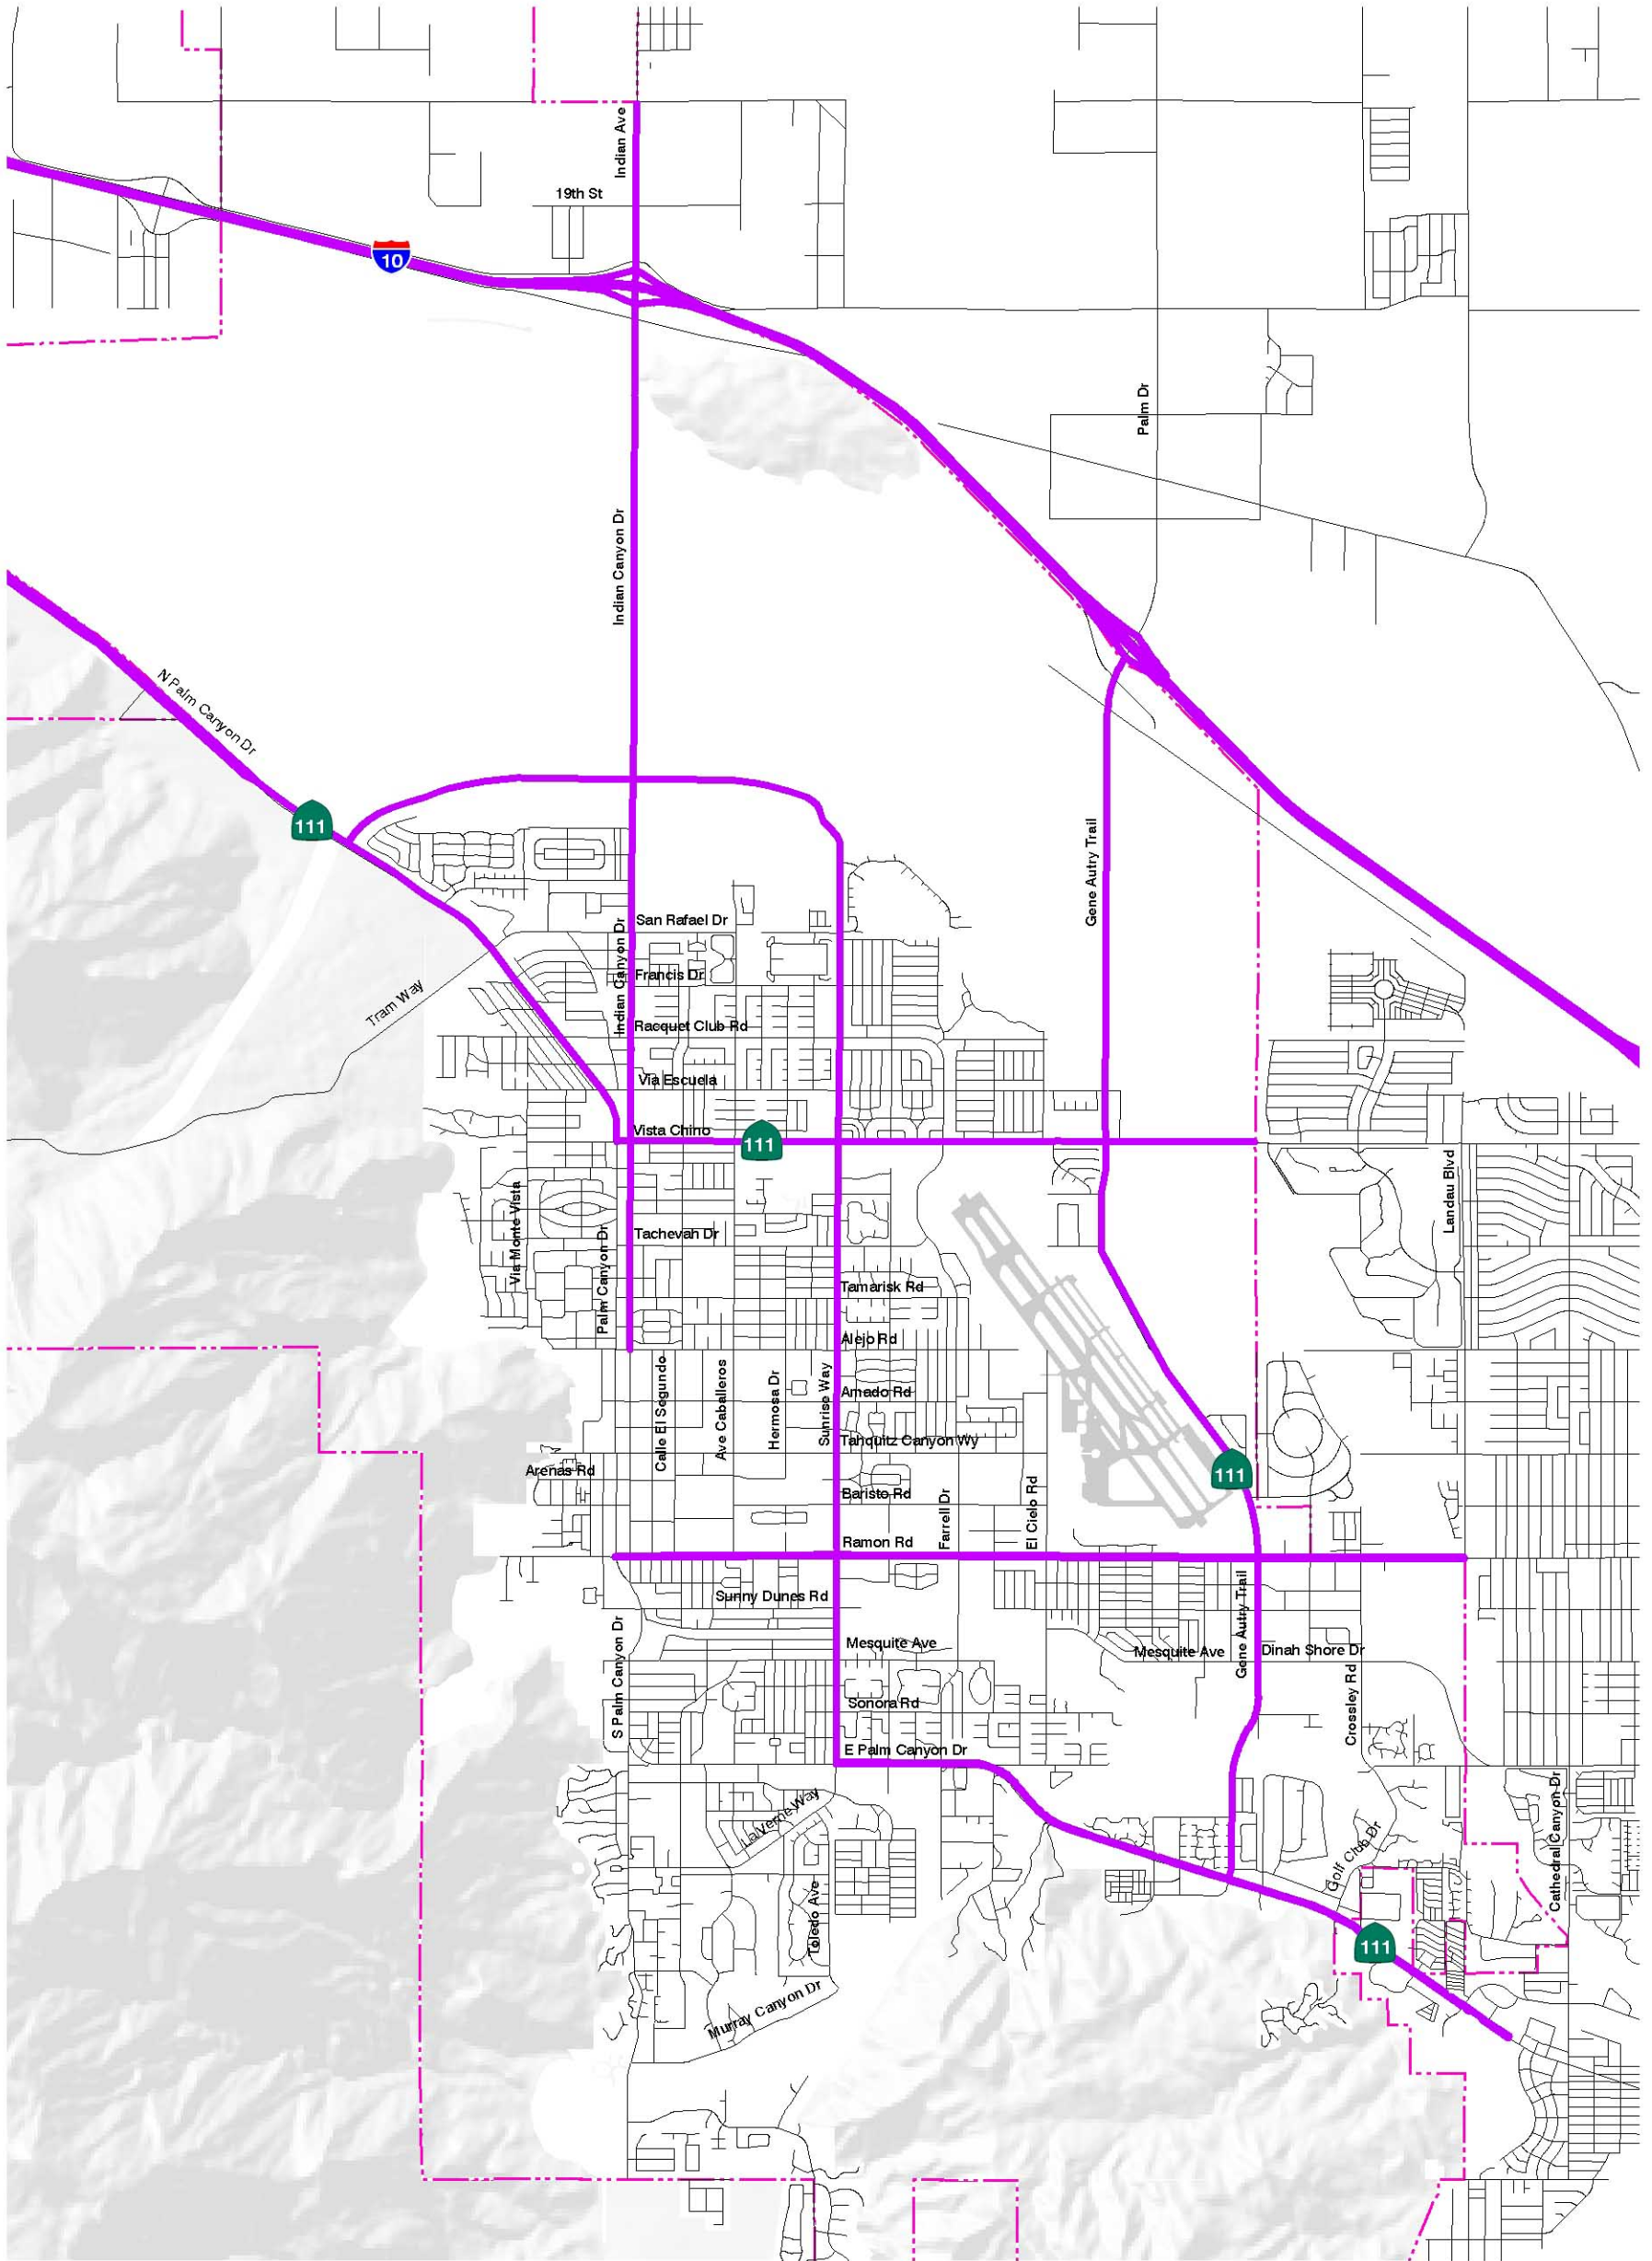 Indian Ave
19th St
10
Palm Dr
Indian Canyon Dr
N Palm Canyon Dr
111
Gene Autry Trail
San Rafael Dr
Indian Canyon Dr
Francis Dr
Tram Way
Racquet Club Rd
Via Escuela
Vista Chino
111
Landau Blvd
Via Monte Vista
Palm Canyon Dr
Tachevah Dr
Tamarisk Rd
Alejo Rd
Calle El Segundo
Ave Caballeros
Hermosa Dr
Sunrise Way
Amado Rd
Tahquitz Canyon Wy
Arenas Rd
111
Baristo Rd
Farrell Dr
El Cielo Rd
Ramon Rd
Sunny Dunes Rd
Gene Autry Trail
S Palm Canyon Dr
Mesquite Ave
Mesquite Ave
Dinah Shore Dr
Crossley Rd
Sonora Rd
E Palm Canyon Dr
LaVerne Way
Cathedral Canyon Dr
Golf Club Dr
Toledo Ave
111
Murray Canyon Dr